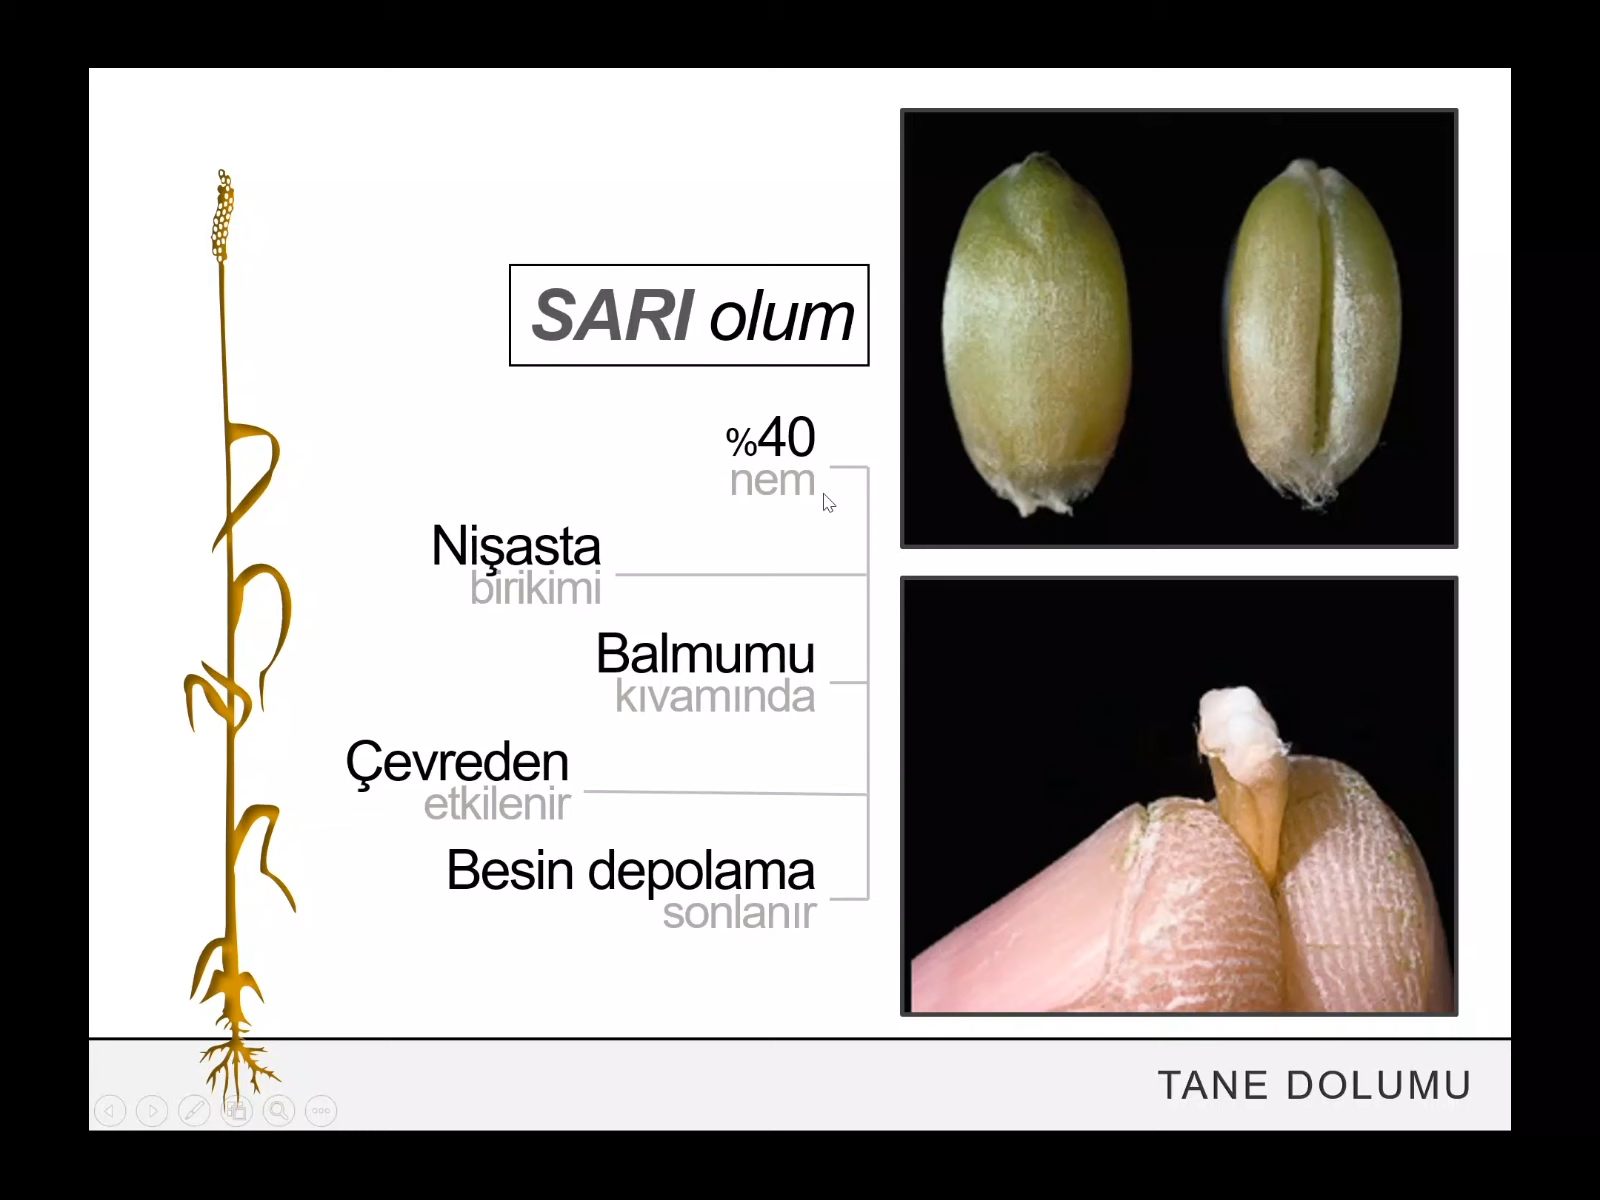 SARI olum
%40
nem
Nişasta
birikimi
Balmumu
kıvamında
Çevreden
etkilenir
Besin depolama
sonlanır
TANE DOLUMU